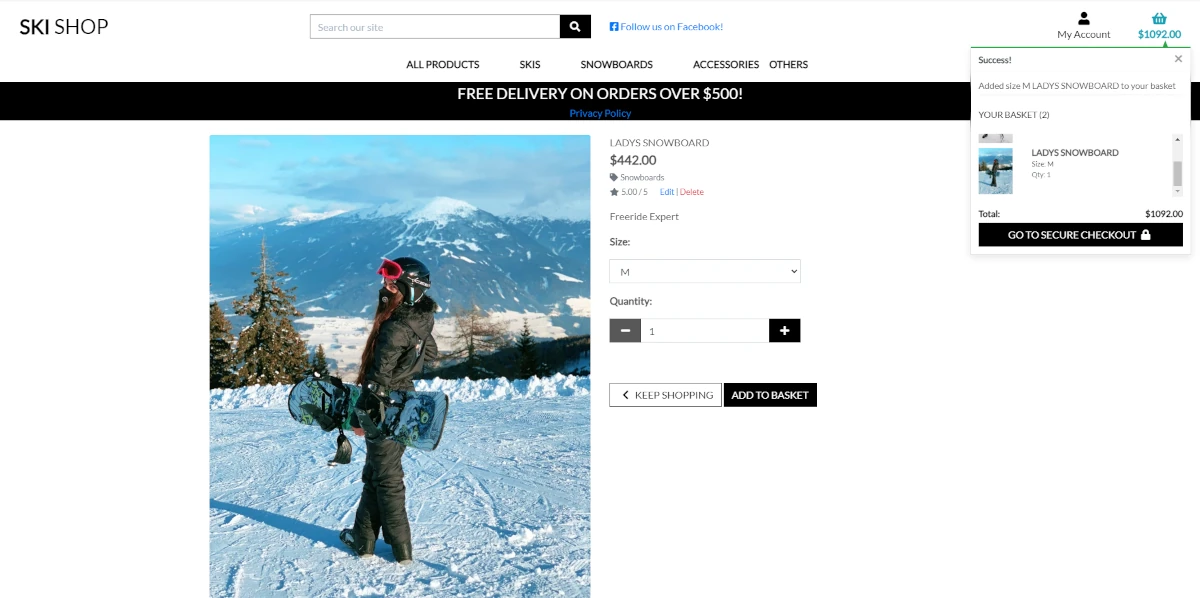 SKI SHOP
Search our site
Follow us on Facebook!
My Account
$1092.00
ALL PRODUCTS
SKIS
SNOWBOARDS
ACCESSORIES
OTHERS
FREE DELIVERY ON ORDERS OVER $500!
Privacy Policy
Success!
Added size M LADYS SNOWBOARD to your basket
YOUR BASKET (2)
LADYS SNOWBOARD
Size: M
Qty: 1
Total: $1092.00
GO TO SECURE CHECKOUT
LADYS SNOWBOARD
$442.00
Snowboards
5.00 / 5 Edit | Delete
Freeride Expert
Size:
M
Quantity:
1
KEEP SHOPPING
ADD TO BASKET